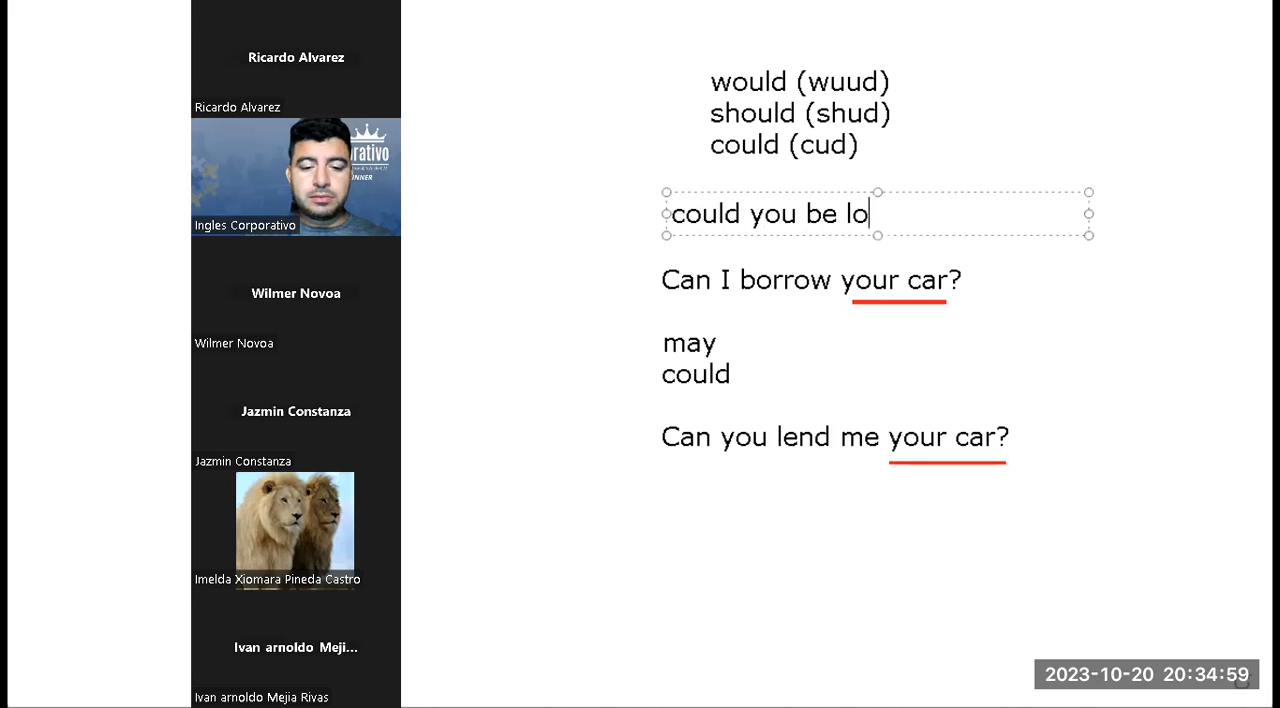 Ricardo Alvarez
Ricardo Alvarez
rativo
NNER
Ingles Corporativo
Wilmer Novoa
Wilmer Novoa
Jazmin Constanza
Jazmin Constanza
Imelda Xiomara Pineda Castro
Ivan arnoldo Meji...
Ivan arnoldo Mejia Rivas
would (wuud)
should (shud)
could (cud)
could you be lo
Can I borrow your car?
may
could
Can you lend me your car?
2023-10-20 20:34:59